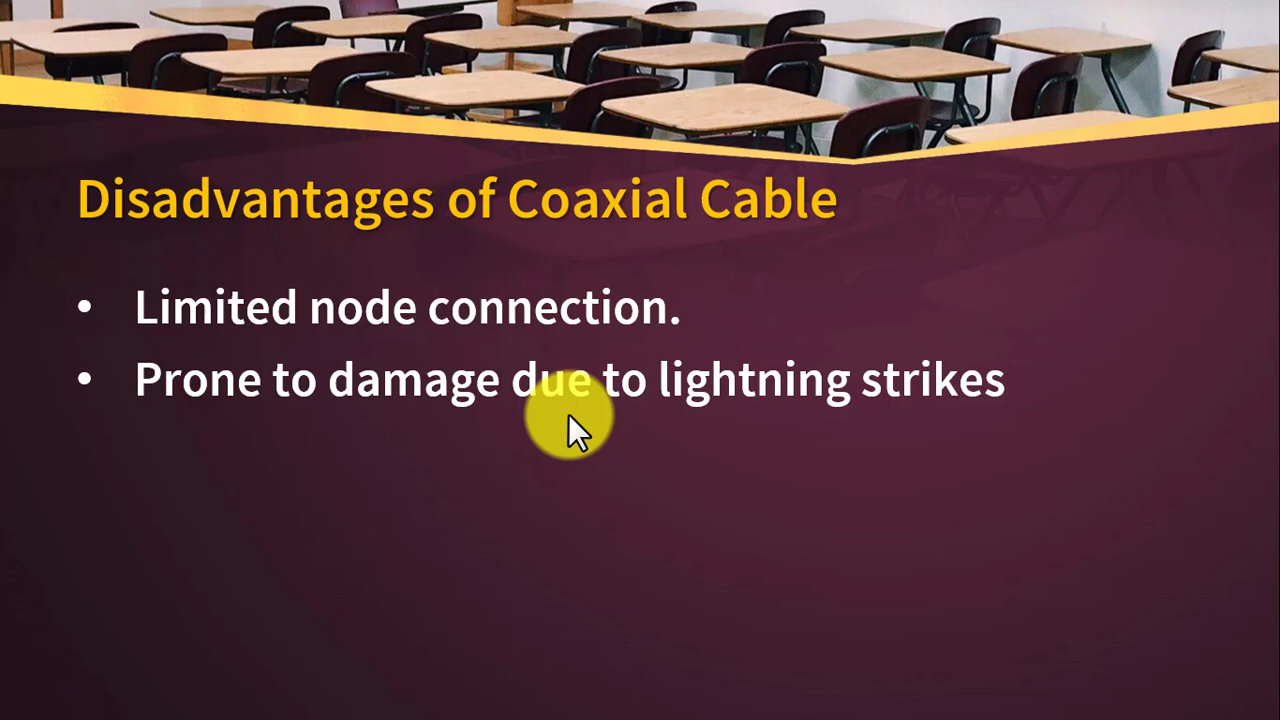 Disadvantages of Coaxial Cable
• Limited node connection.
• Prone to damage due to lightning strikes